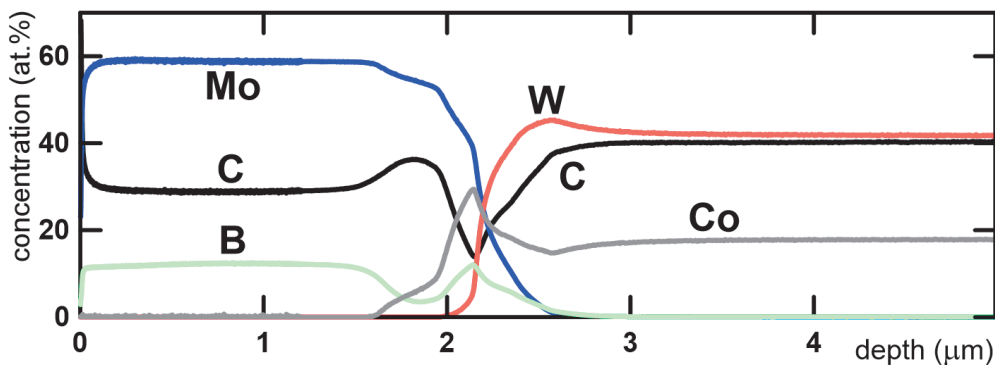 concentration (at.%)
60
40
20
0
Mo
W
C
C
B
Co
0
1
2
3
4
depth (μm)